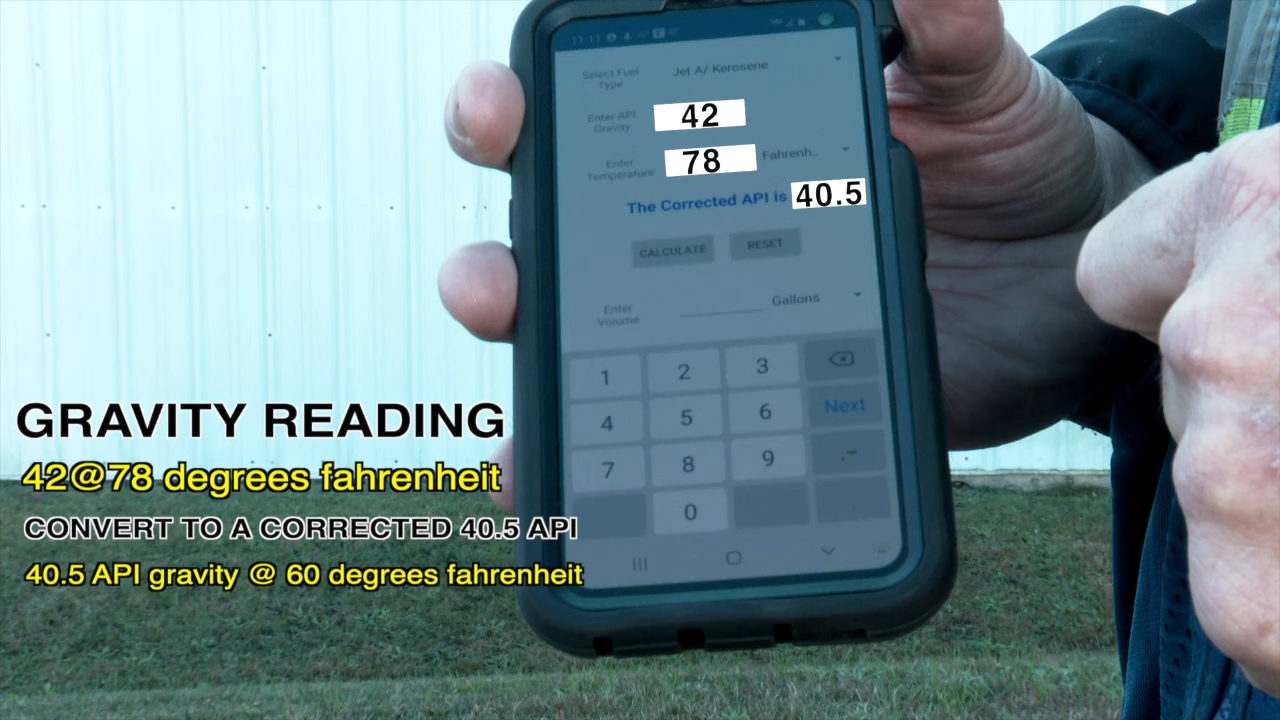 11:11
Select Fuel Type Jet A/ Kerosene
Enter API Gravity 42
Enter Temperature 78 Fahrenh..
The Corrected API is 40.5
CALCULATE RESET
Enter Volume Gallons
1 2 3
4 5 6 Next
7 8 9 .-
0
GRAVITY READING
42@78 degrees fahrenheit
CONVERT TO A CORRECTED 40.5 API
40.5 API gravity @ 60 degrees fahrenheit